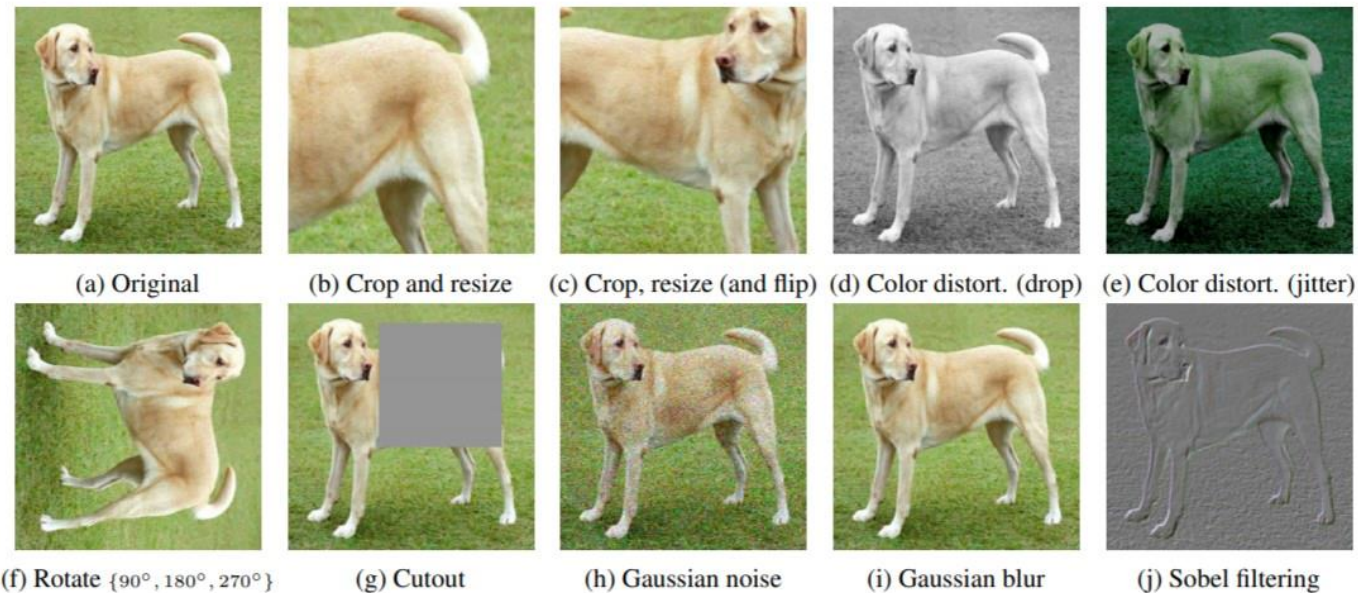 (a) Original
(b) Crop and resize
(c) Crop, resize (and flip)
(d) Color distort. (drop)
(e) Color distort. (jitter)
(f) Rotate {90°, 180°, 270°}
(g) Cutout
(h) Gaussian noise
(i) Gaussian blur
(j) Sobel filtering